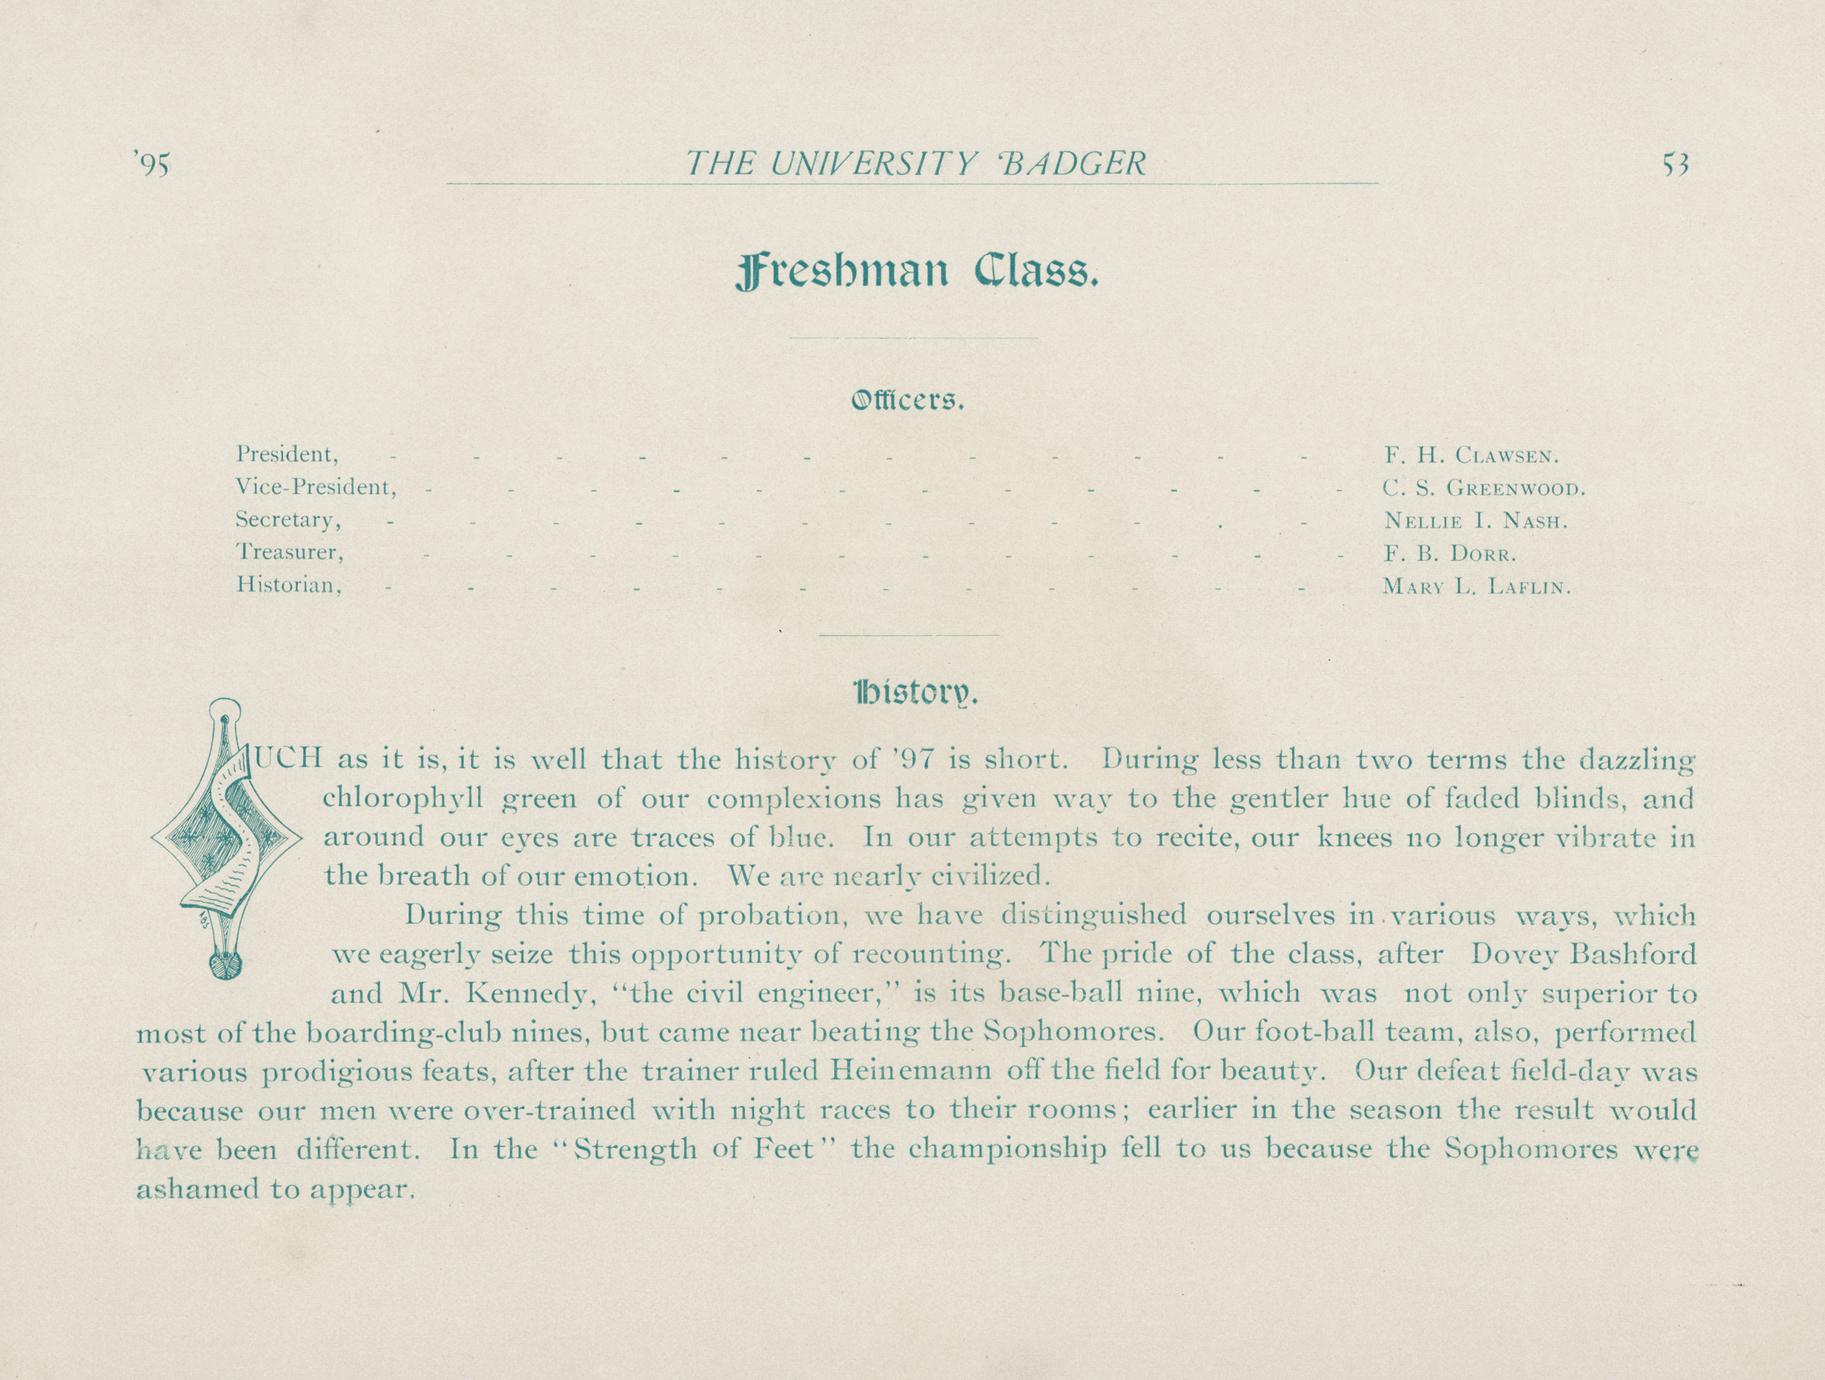 '95 THE UNIVERSITY BADGER 53
Freshman Class.
Officers.
President, - - - - - - - - - - - - F. H. CLAWSEN.
Vice-President, - - - - - - - - - - - - C. S. GREENWOOD.
Secretary, - - - - - - - - - - . - NELLIE I. NASH.
Treasurer, - - - - - - - - - - - - F. B. DORR.
Historian, - - - - - - - - - - - - MARY L. LAFLIN.
History.
SUCH as it is, it is well that the history of '97 is short. During less than two terms the dazzling
chlorophyll green of our complexions has given way to the gentler hue of faded blinds, and
around our eyes are traces of blue. In our attempts to recite, our knees no longer vibrate in
the breath of our emotion. We are nearly civilized.
During this time of probation, we have distinguished ourselves in various ways, which
we eagerly seize this opportunity of recounting. The pride of the class, after Dovey Bashford
and Mr. Kennedy, “the civil engineer,” is its base-ball nine, which was not only superior to
most of the boarding-club nines, but came near beating the Sophomores. Our foot-ball team, also, performed
various prodigious feats, after the trainer ruled Heinemann off the field for beauty. Our defeat field-day was
because our men were over-trained with night races to their rooms; earlier in the season the result would
have been different. In the “Strength of Feet” the championship fell to us because the Sophomores were
ashamed to appear.